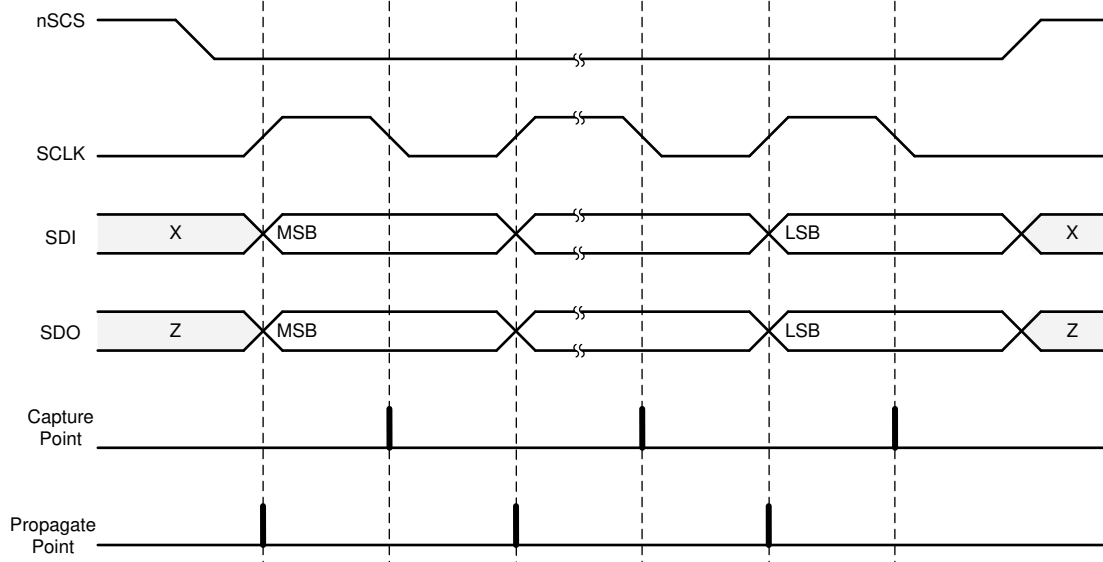 nSCS
SCLK
SDI
X
MSB
LSB
X
SDO
Z
MSB
LSB
Z
Capture
Point
Propagate
Point